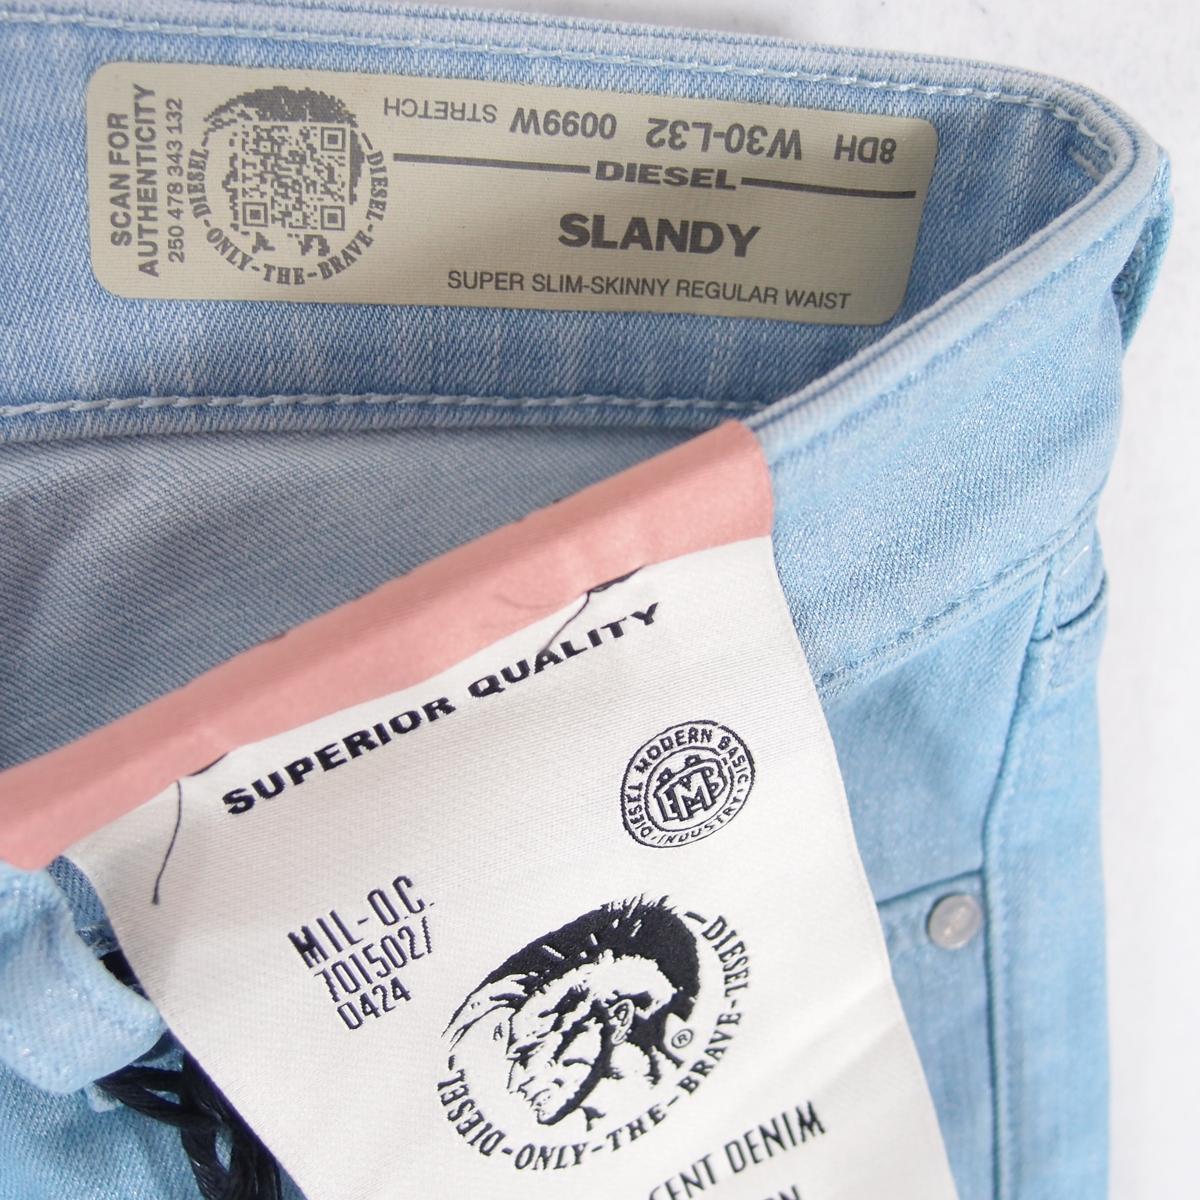 SCAN FOR
AUTHENTICITY
250 478 343 132
DIESEL-ONLY-THE-BRAVE-DIESEL
8DH W30-L32 0099W STRETCH
DIESEL
SLANDY
SUPER SLIM-SKINNY REGULAR WAIST
SUPERIOR QUALITY
DIESEL MODERN BASIC
INDUSTRY
MIL-O.C.
7015027/
0424
DIESEL-ONLY-THE-BRAVE-DIESEL-
®
CENT DENIM